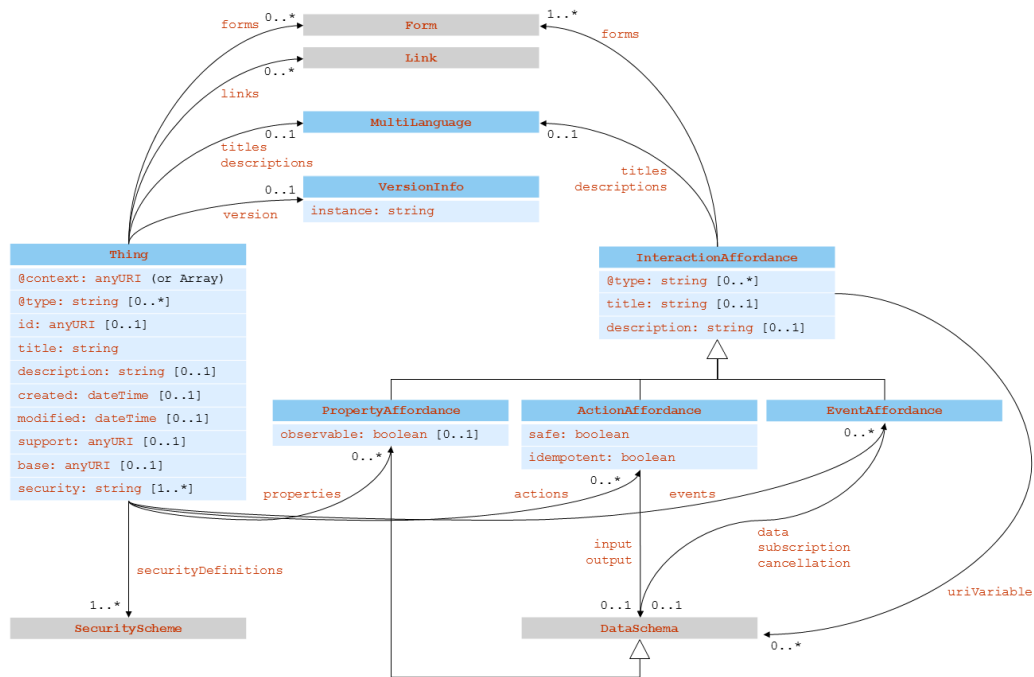 0..*
1..*
forms
Form
forms
Link
0..*
links
MultiLanguage
0..1
0..1
titles
descriptions
titles
descriptions
VersionInfo
0..1
instance: string
version
Thing
@context: anyURI (or Array)
@type: string [0..*]
id: anyURI [0..1]
title: string
description: string [0..1]
created: dateTime [0..1]
modified: dateTime [0..1]
support: anyURI [0..1]
base: anyURI [0..1]
security: string [1..*]
InteractionAffordance
@type: string [0..*]
title: string [0..1]
description: string [0..1]
PropertyAffordance
observable: boolean [0..1]
0..*
ActionAffordance
safe: boolean
idempotent: boolean
0..*
EventAffordance
0..*
properties
actions
events
input
output
data
subscription
cancellation
securityDefinitions
uriVariable
1..*
SecurityScheme
0..1
0..1
DataSchema
0..*